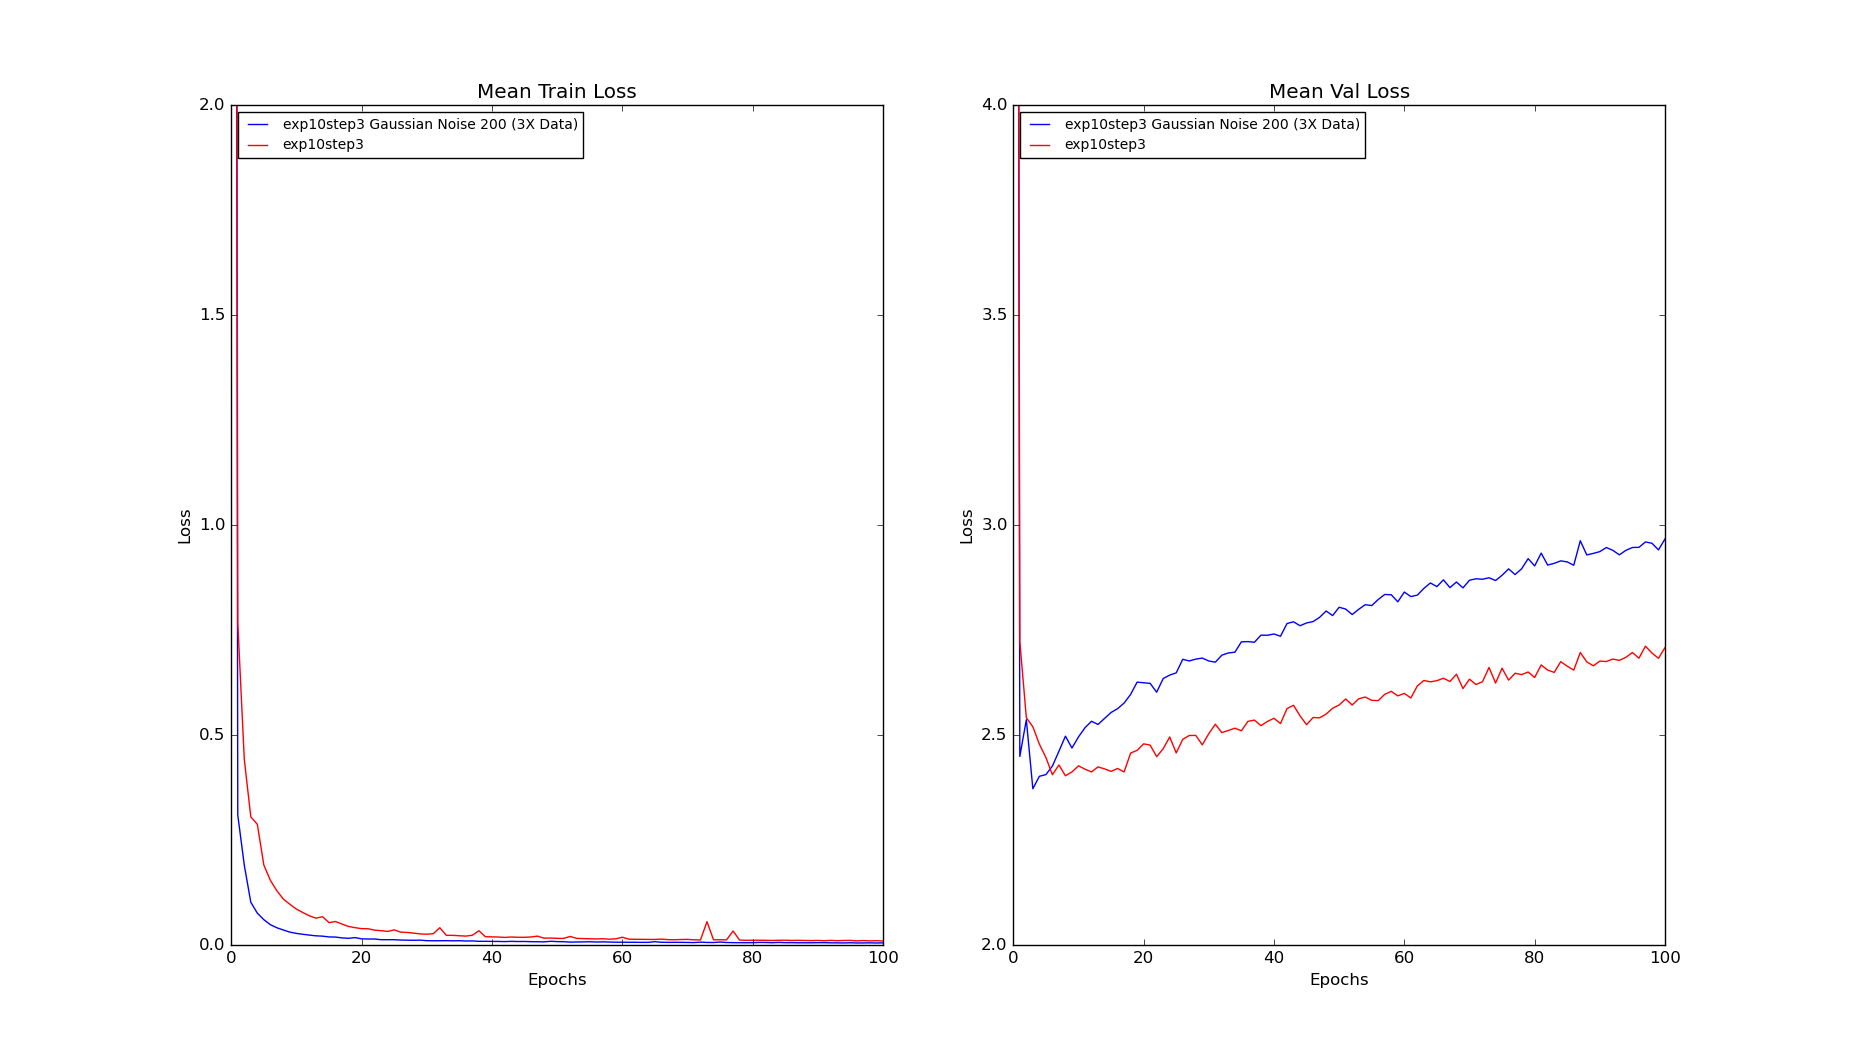 Mean Train Loss
2.0
1.5
1.0
0.5
0.0
Loss
exp10step3 Gaussian Noise 200 (3X Data)
exp10step3
0 20 40 60 80 100
Epochs
Mean Val Loss
4.0
3.5
3.0
2.5
2.0
Loss
exp10step3 Gaussian Noise 200 (3X Data)
exp10step3
0 20 40 60 80 100
Epochs